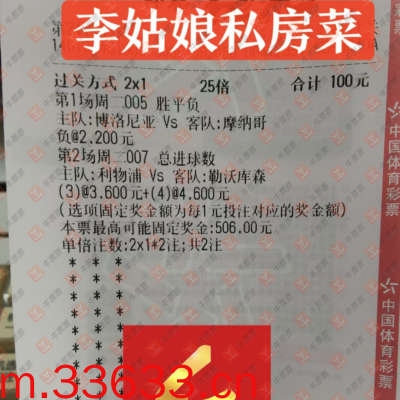 李姑娘私房菜
过关方式 2x1 25倍 合计 100元
第1场周二005 胜平负
主队:博洛尼亚 Vs 客队:摩纳哥
负@2.200元
第2场周二007 总进球数
主队:利物浦 Vs 客队:勒沃库森
(3)@3.600元+(4)@4.600元
(选项固定奖金额为每1元投注对应的奖金额)
本票最高可能固定奖金:506.00元
单倍注数:2x1*2注;共2注
中国体育彩票
中国体育彩票
m.33633.cn